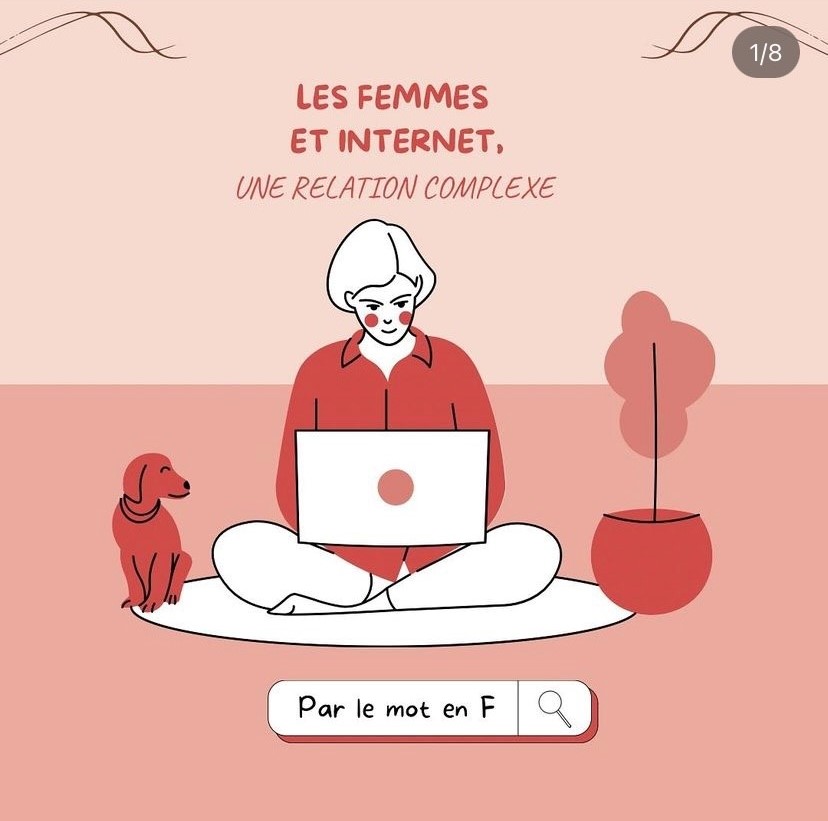 1/8
LES FEMMES
ET INTERNET,
UNE RELATION COMPLEXE
Par le mot en F